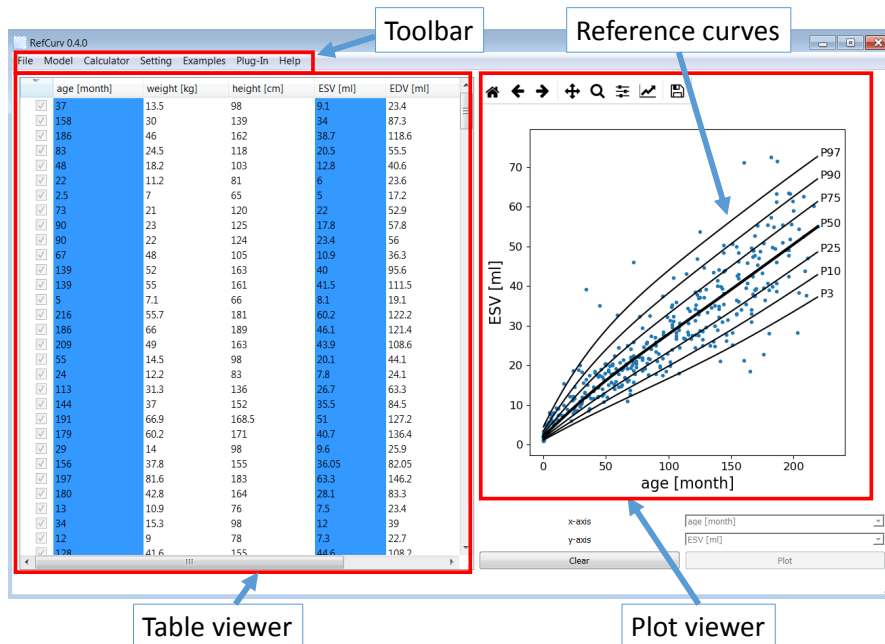 Toolbar
Reference curves
RefCurv 0.4.0
File Model Calculator Setting Examples Plug-In Help
age [month] weight [kg] height [cm] ESV [ml] EDV [ml]
37 13.5 98 9.1 23.4
158 30 139 34 87.3
186 46 162 38.7 118.6
83 24.5 118 20.5 55.5
48 18.2 103 12.8 40.6
22 11.2 81 6 23.6
2.5 7 65 5 17.2
73 21 120 22 52.9
90 23 125 17.8 57.8
90 22 124 23.4 56
67 48 105 10.9 36.3
139 52 163 40 95.6
139 55 161 41.5 111.5
5 7.1 66 8.1 19.1
216 55.7 181 60.2 122.2
186 66 189 46.1 121.4
209 49 163 43.9 108.6
55 14.5 98 20.1 44.1
24 12.2 83 7.8 24.1
113 31.3 136 26.7 63.3
144 37 152 35.5 84.5
191 66.9 168.5 51 127.2
179 60.2 171 40.7 136.4
29 14 98 9.6 25.9
156 37.8 155 36.05 82.05
197 81.6 183 63.3 146.2
180 42.8 164 28.1 83.3
13 10.9 76 7.5 23.4
34 15.3 98 12 39
12 9 78 7.3 22.7
128 41.6 155 44.6 108.2
P97
P90
P75
P50
P25
P10
P3
70
60
50
40
30
20
10
0
ESV [ml]
0 50 100 150 200
age [month]
x-axis age [month]
y-axis ESV [ml]
Clear Plot
Table viewer
Plot viewer